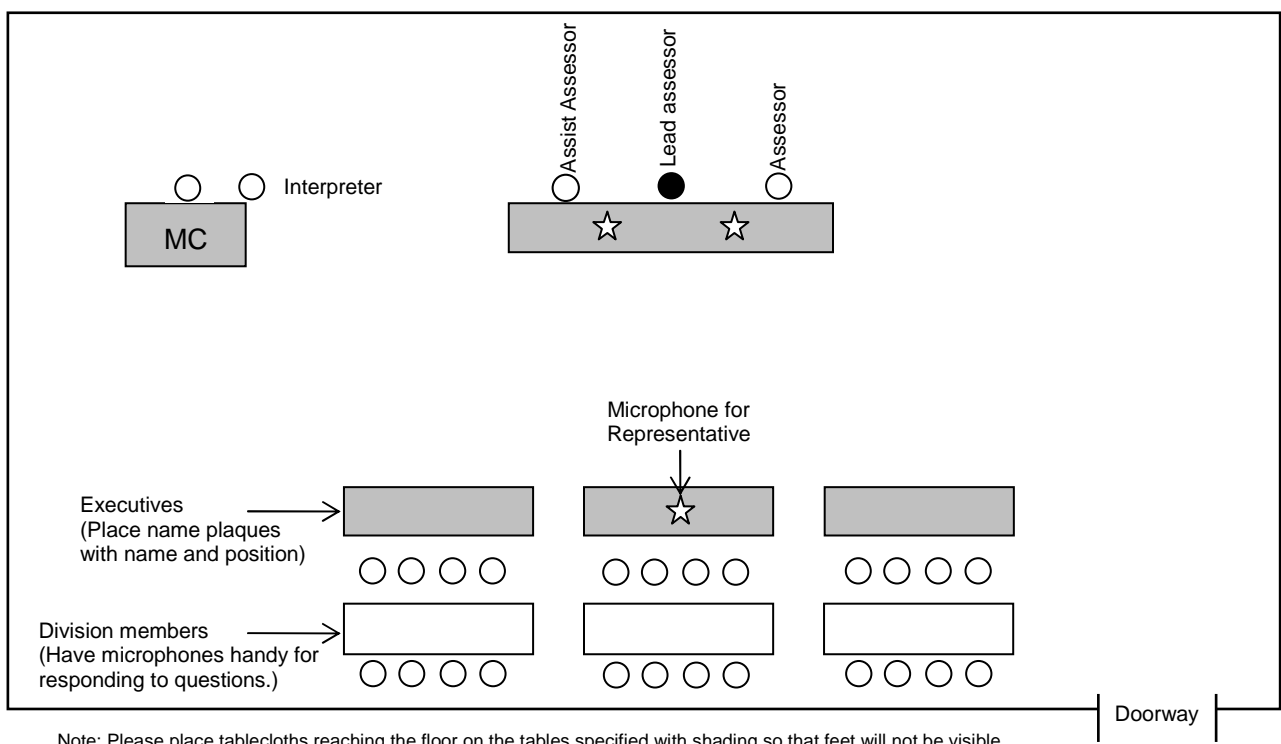 Assist Assessor
Lead assessor
Assessor
Interpreter
MC
Microphone for
Representative
Executives
(Place name plaques
with name and position)
Division members
(Have microphones handy for
responding to questions.)
Doorway
Note: Please place tablecloths reaching the floor on the tables specified with shading so that feet will not be visible